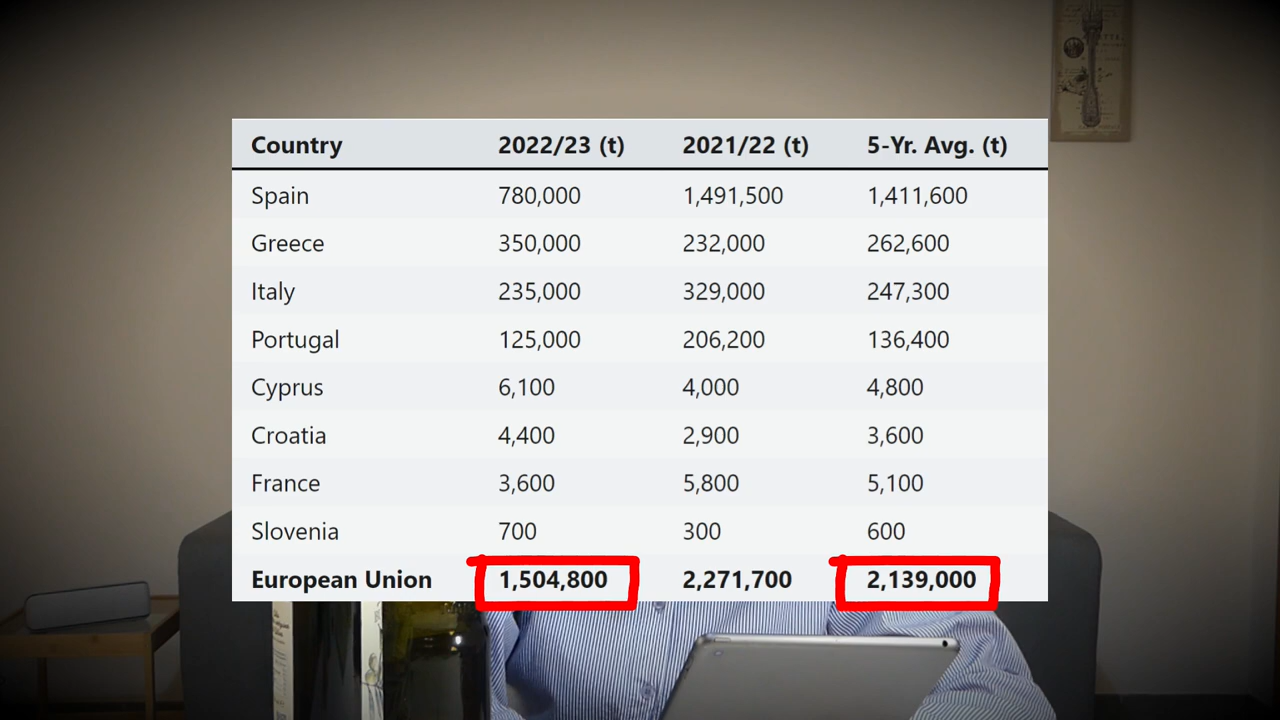 Country 2022/23 (t) 2021/22 (t) 5-Yr. Avg. (t)
Spain 780,000 1,491,500 1,411,600
Greece 350,000 232,000 262,600
Italy 235,000 329,000 247,300
Portugal 125,000 206,200 136,400
Cyprus 6,100 4,000 4,800
Croatia 4,400 2,900 3,600
France 3,600 5,800 5,100
Slovenia 700 300 600
European Union 1,504,800 2,271,700 2,139,000